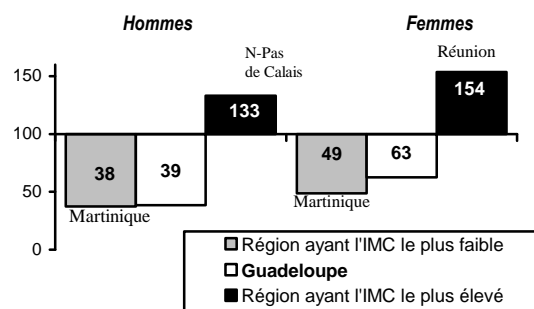 Hommes
Femmes
N-Pas
de Calais
Réunion
150
133
154
100
38
39
49
63
50
Martinique
Martinique
0
Région ayant l'IMC le plus faible
Guadeloupe
Région ayant l'IMC le plus élevé